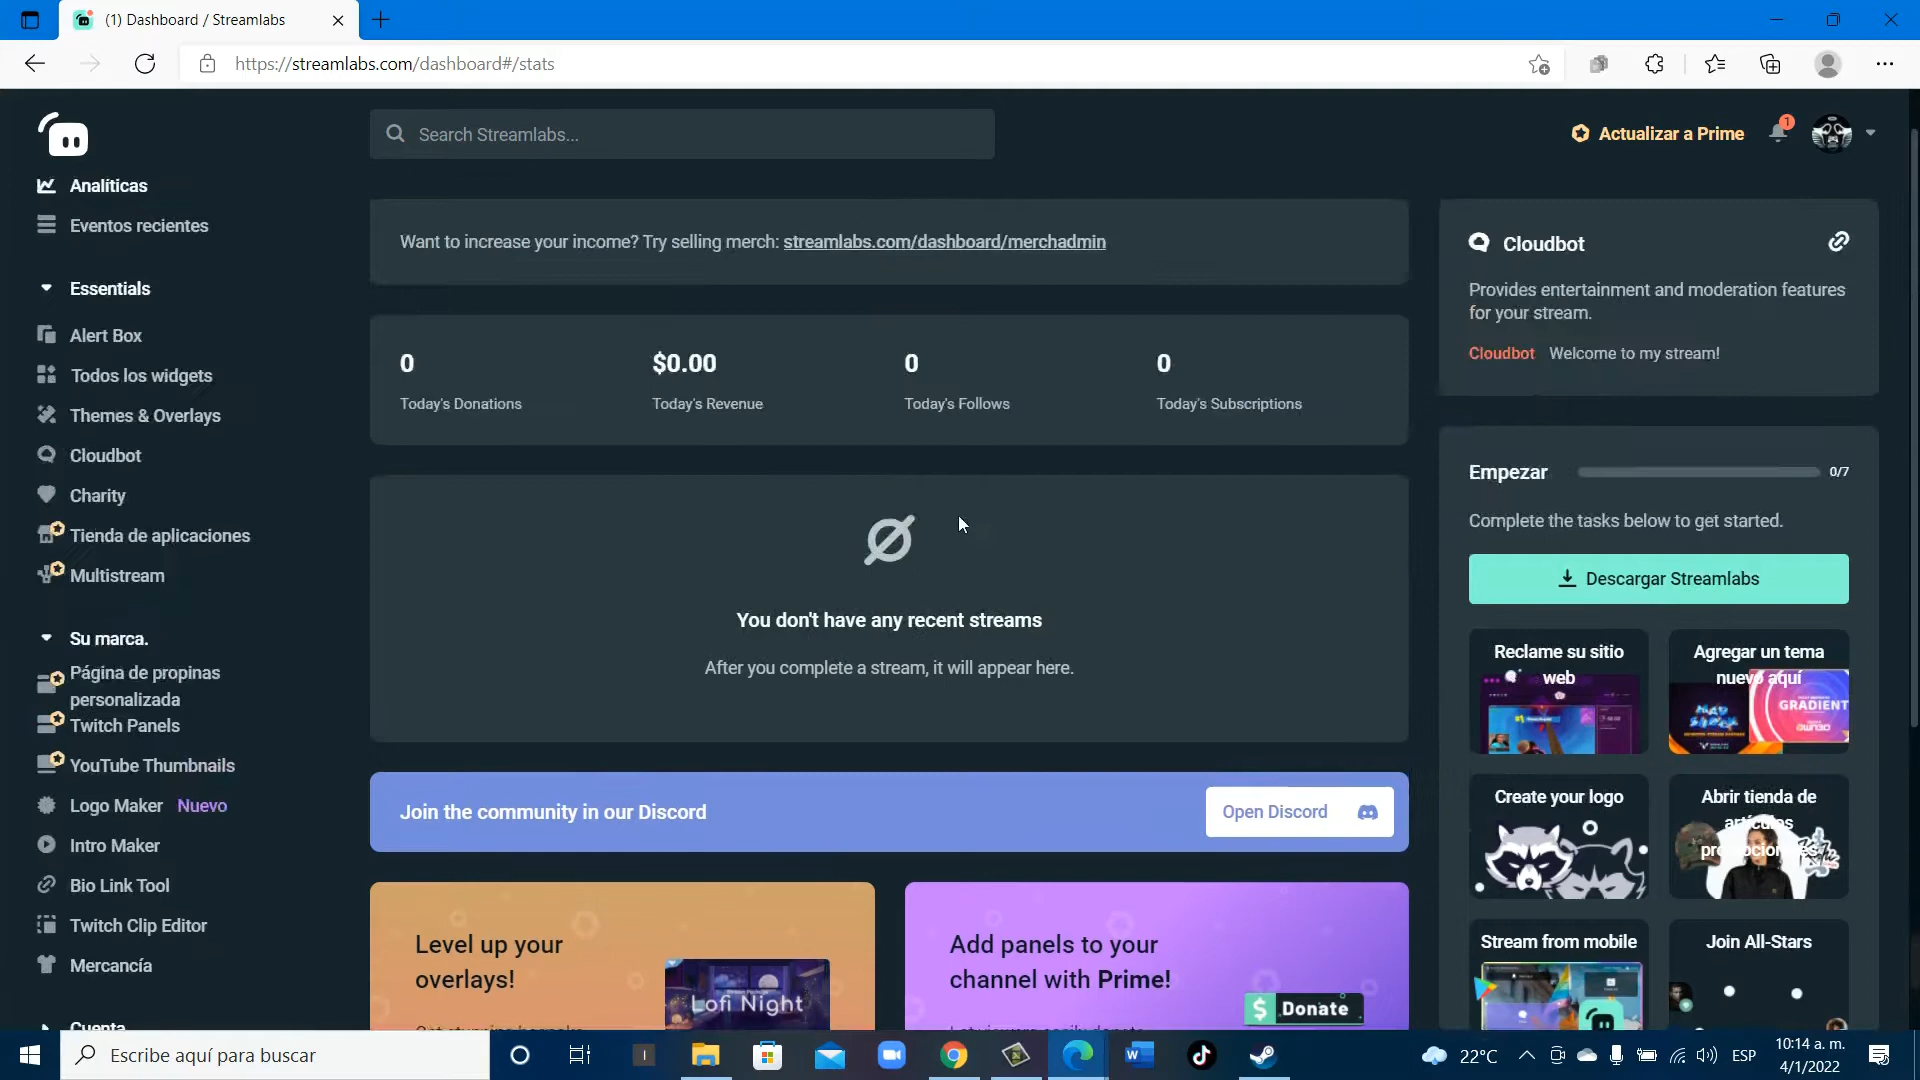 (1) Dashboard / Streamlabs
https://streamlabs.com/dashboard#/stats
Search Streamlabs...
Actualizar a Prime
1
Analíticas
Eventos recientes
Essentials
Alert Box
Todos los widgets
Themes & Overlays
Cloudbot
Charity
Tienda de aplicaciones
Multistream
Su marca.
Página de propinas
personalizada
Twitch Panels
YouTube Thumbnails
Logo Maker Nuevo
Intro Maker
Bio Link Tool
Twitch Clip Editor
Mercancía
Cuenta
Want to increase your income? Try selling merch: streamlabs.com/dashboard/merchadmin
0 $0.00 0 0
Today's Donations Today's Revenue Today's Follows Today's Subscriptions
You don't have any recent streams
After you complete a stream, it will appear here.
Join the community in our Discord
Open Discord
Level up your
overlays!
Lofi Night
Add panels to your
channel with Prime!
$ Donate
Cloudbot
Provides entertainment and moderation features
for your stream.
Cloudbot Welcome to my stream!
Empezar 0/7
Complete the tasks below to get started.
Descargar Streamlabs
Reclame su sitio
web
Agregar un tema
nuevo aquí
GRADIENT
Create your logo
Abrir tienda de
artículos
Stream from mobile
Join All-Stars
Escribe aquí para buscar
22°C
ESP
10:14 a. m.
4/1/2022